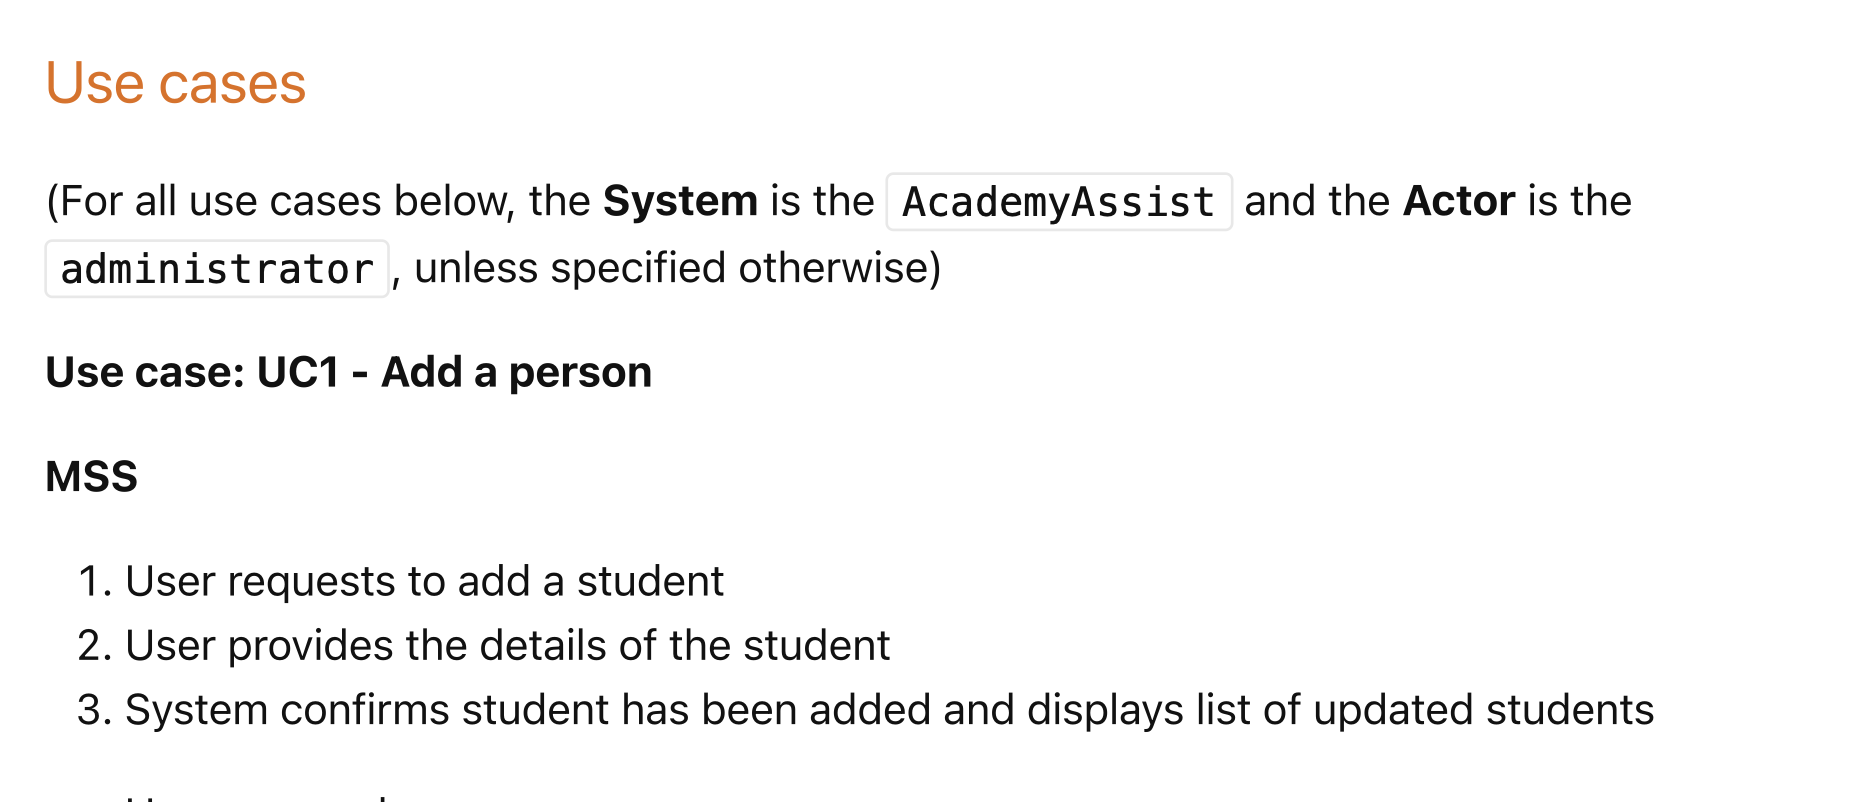 Use cases
(For all use cases below, the System is the AcademyAssist and the Actor is the
administrator, unless specified otherwise)
Use case: UC1 - Add a person
MSS
1. User requests to add a student
2. User provides the details of the student
3. System confirms student has been added and displays list of updated students